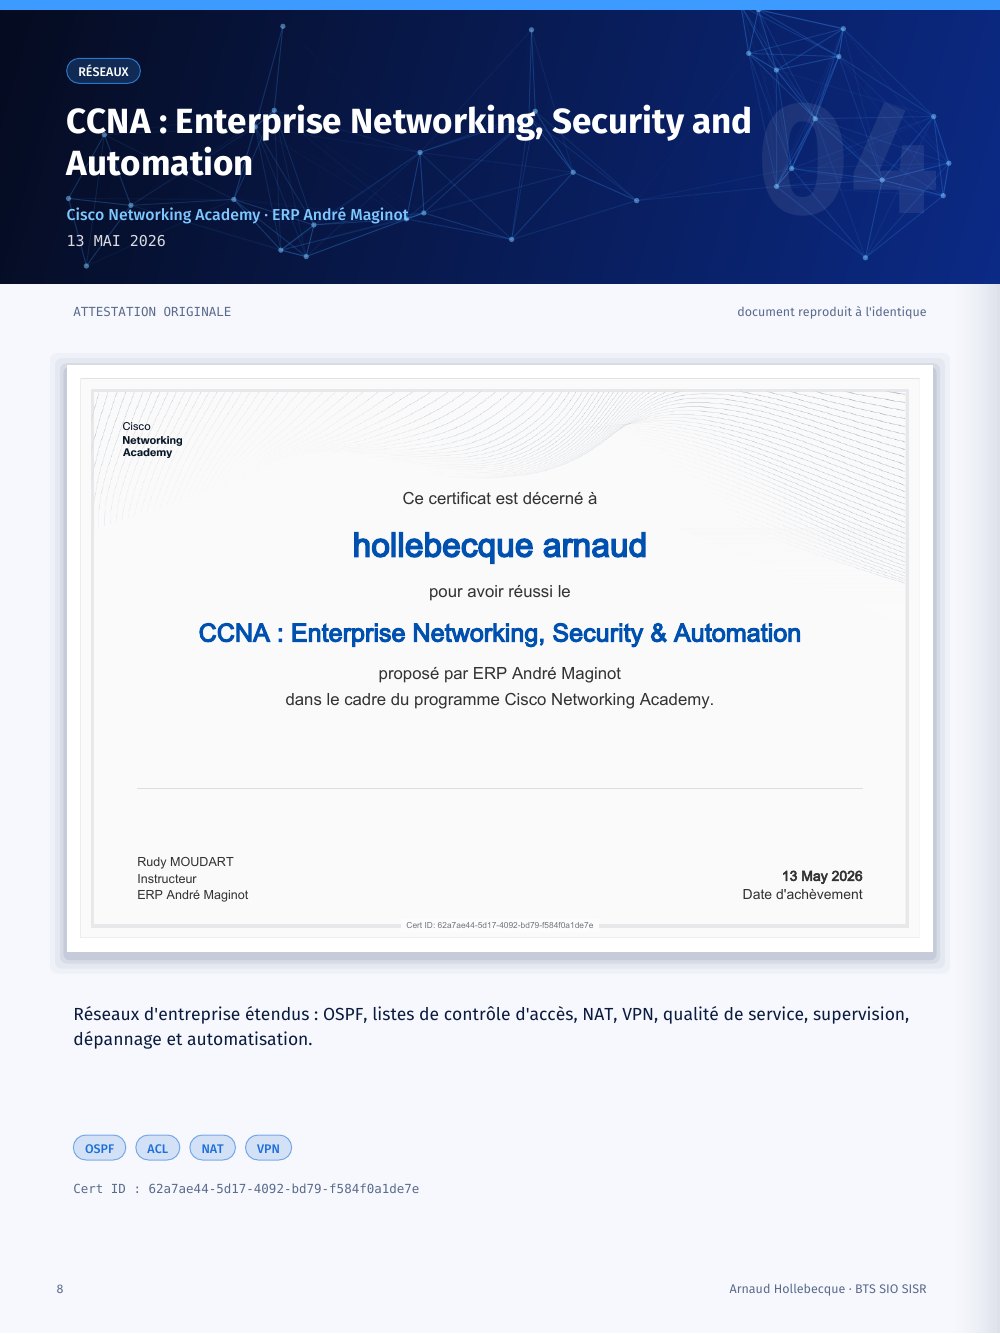 RÉSEAUX
04
CCNA : Enterprise Networking, Security and
Automation
Cisco Networking Academy · ERP André Maginot
13 MAI 2026
ATTESTATION ORIGINALE
document reproduit à l'identique
Cisco
Networking
Academy
Ce certificat est décerné à
hollebecque arnaud
pour avoir réussi le
CCNA : Enterprise Networking, Security & Automation
proposé par ERP André Maginot
dans le cadre du programme Cisco Networking Academy.
Rudy MOUDART
Instructeur
ERP André Maginot
13 May 2026
Date d'achèvement
Cert ID: 62a7ae44-5d17-4092-bd79-f584f0a1de7e
Réseaux d'entreprise étendus : OSPF, listes de contrôle d'accès, NAT, VPN, qualité de service, supervision,
dépannage et automatisation.
OSPF ACL NAT VPN
Cert ID : 62a7ae44-5d17-4092-bd79-f584f0a1de7e
8
Arnaud Hollebecque · BTS SIO SISR